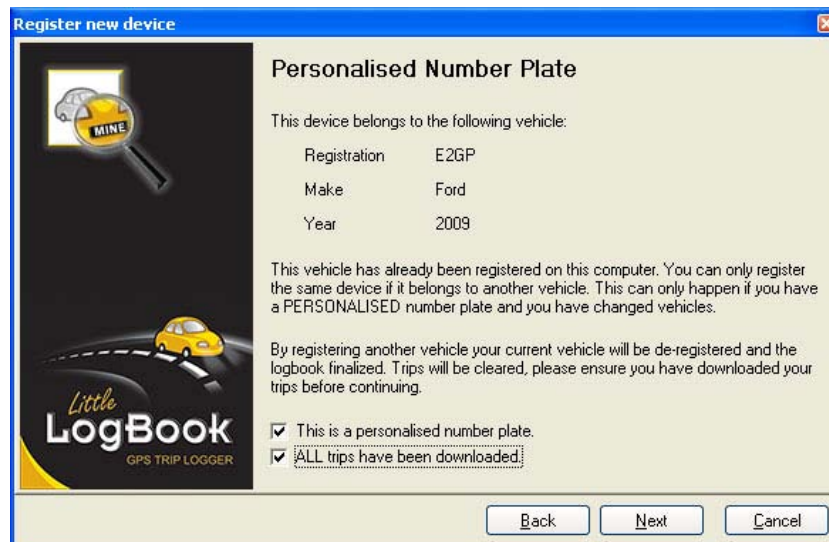 Register new device
MINE
Personalised Number Plate
This device belongs to the following vehicle:
Registration E2GP
Make Ford
Year 2009
This vehicle has already been registered on this computer. You can only register
the same device if it belongs to another vehicle. This can only happen if you have
a PERSONALISED number plate and you have changed vehicles.
By registering another vehicle your current vehicle will be de-registered and the
logbook finalized. Trips will be cleared, please ensure you have downloaded your
trips before continuing.
This is a personalised number plate.
ALL trips have been downloaded.
Little
LogBook
GPS TRIP LOGGER
Back Next Cancel